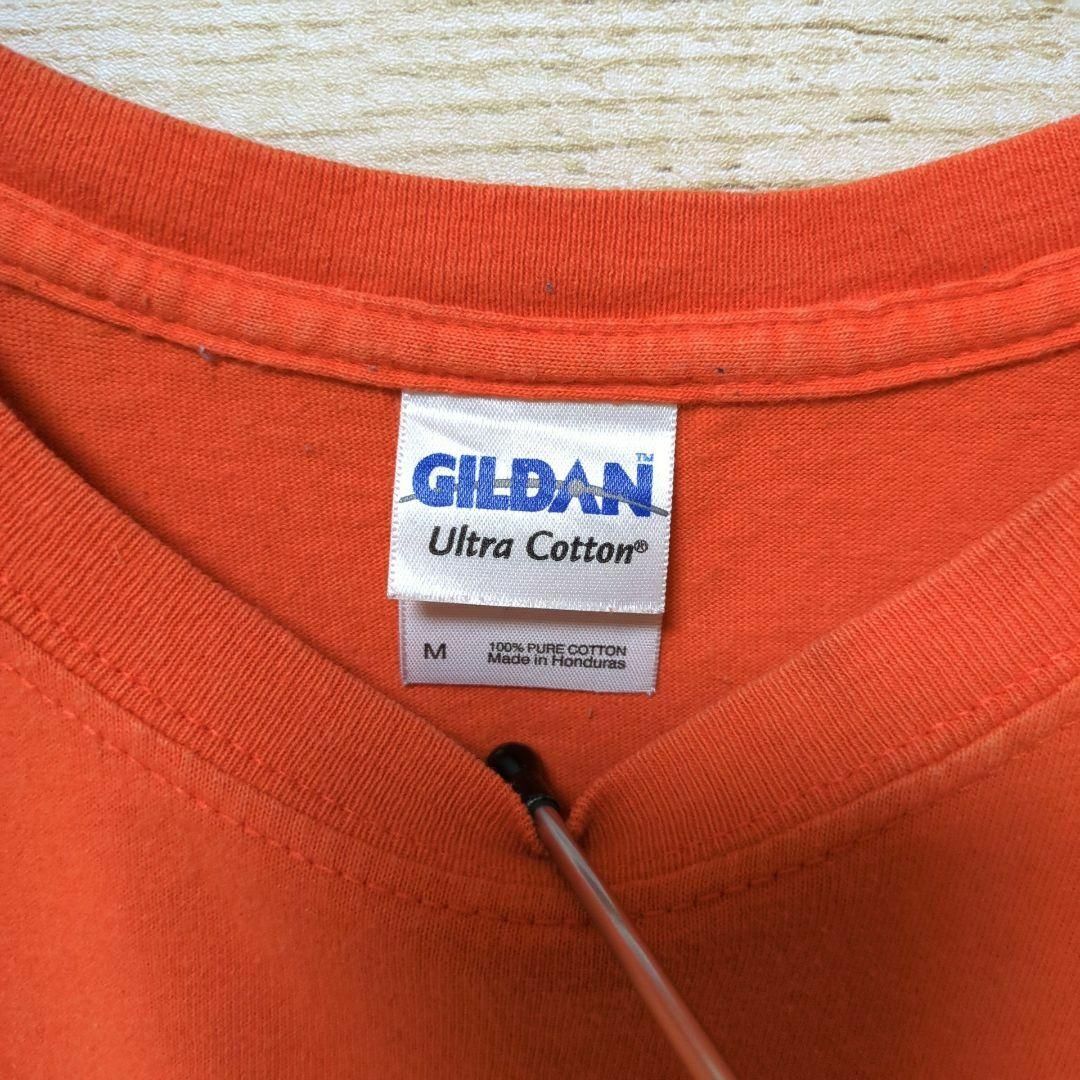 GILDAN™
Ultra Cotton®
M
100% PURE COTTON
Made in Honduras